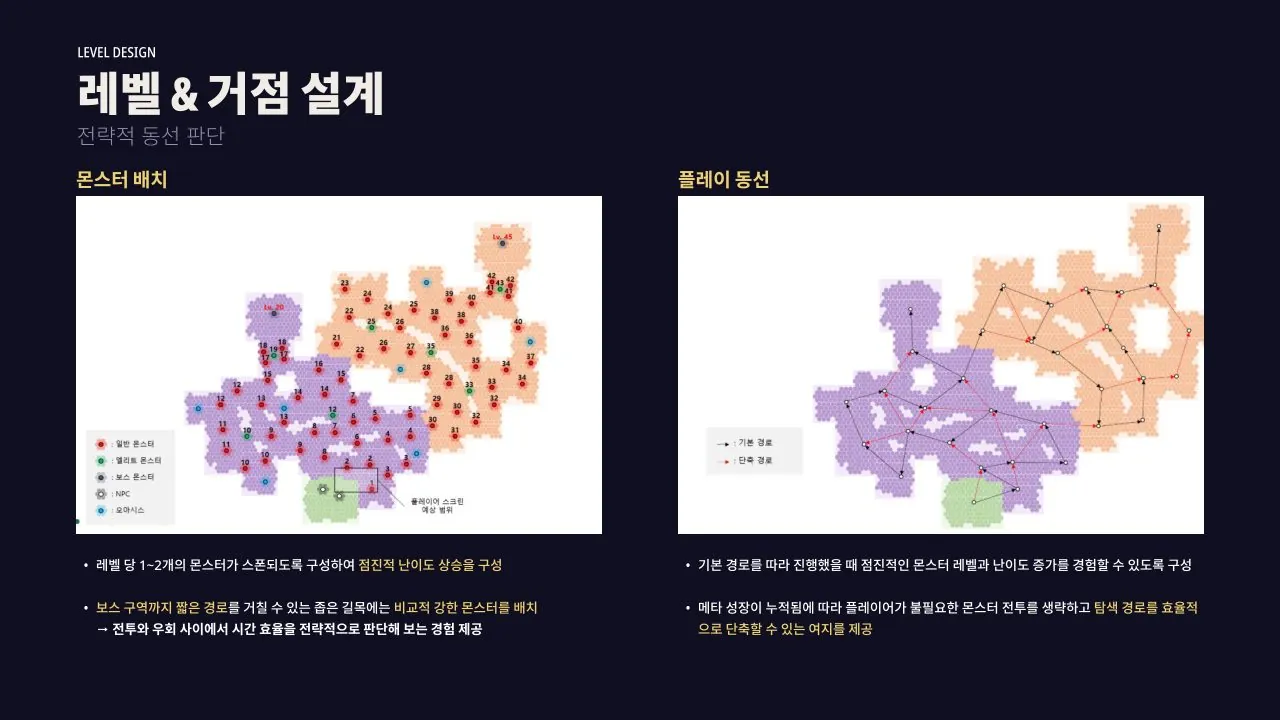 LEVEL DESIGN
레벨 & 거점 설계
전략적 동선 판단
몬스터 배치
Lv. 45
Lv. 20
: 일반 몬스터
: 엘리트 몬스터
: 보스 몬스터
: NPC
: 오아시스
플레이어 스크린
예상 범위
• 레벨 당 1~2개의 몬스터가 스폰되도록 구성하여 점진적 난이도 상승을 구성
• 보스 구역까지 짧은 경로를 거칠 수 있는 좁은 길목에는 비교적 강한 몬스터를 배치
→ 전투와 우회 사이에서 시간 효율을 전략적으로 판단해 보는 경험 제공
플레이 동선
: 기본 경로
: 단축 경로
• 기본 경로를 따라 진행했을 때 점진적인 몬스터 레벨과 난이도 증가를 경험할 수 있도록 구성
• 메타 성장이 누적됨에 따라 플레이어가 불필요한 몬스터 전투를 생략하고 탐색 경로를 효율적
으로 단축할 수 있는 여지를 제공